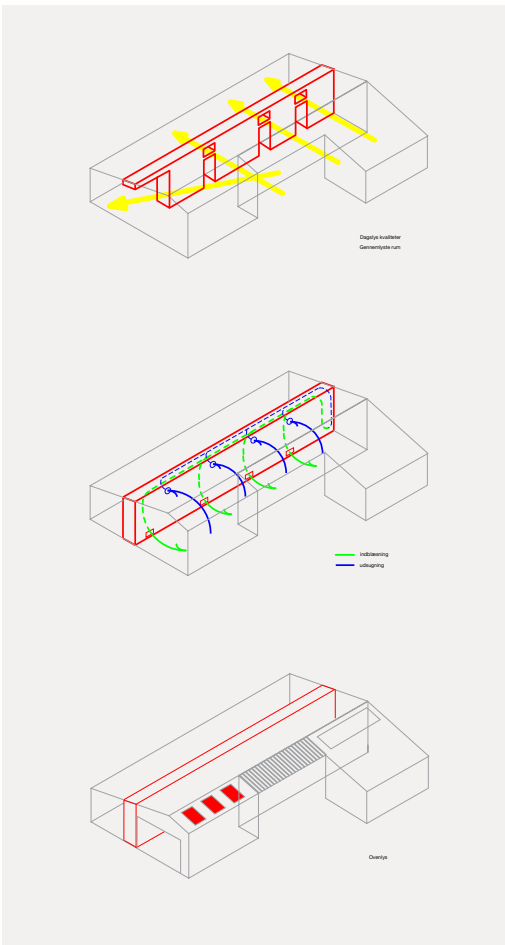 Dagslys kvaliteter
Gennemlyste rum
indblæsning
udsugning
Ovenlys